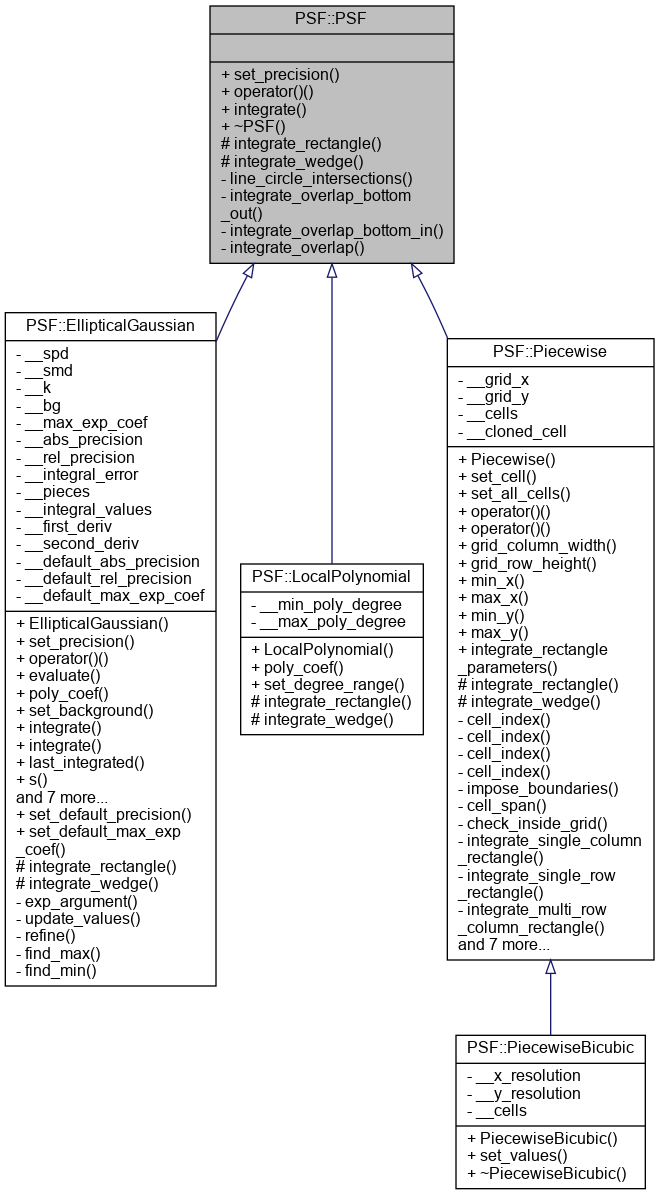 PSF::PSF
+ set_precision()
+ operator()()
+ integrate()
+ ~PSF()
# integrate_rectangle()
# integrate_wedge()
- line_circle_intersections()
- integrate_overlap_bottom
_out()
- integrate_overlap_bottom_in()
- integrate_overlap()
PSF::EllipticalGaussian
- __spd
- __smd
- __k
- __bg
- __max_exp_coef
- __abs_precision
- __rel_precision
- __integral_error
- __pieces
- __integral_values
- __first_deriv
- __second_deriv
- __default_abs_precision
- __default_rel_precision
- __default_max_exp_coef
+ EllipticalGaussian()
+ set_precision()
+ operator()()
+ evaluate()
+ poly_coef()
+ set_background()
+ integrate()
+ integrate()
+ last_integrated()
+ s()
and 7 more...
+ set_default_precision()
+ set_default_max_exp
_coef()
# integrate_rectangle()
# integrate_wedge()
- exp_argument()
- update_values()
- refine()
- find_max()
- find_min()
PSF::LocalPolynomial
- __min_poly_degree
- __max_poly_degree
+ LocalPolynomial()
+ poly_coef()
+ set_degree_range()
# integrate_rectangle()
# integrate_wedge()
PSF::Piecewise
- __grid_x
- __grid_y
- __cells
- __cloned_cell
+ Piecewise()
+ set_cell()
+ set_all_cells()
+ operator()()
+ operator()()
+ grid_column_width()
+ grid_row_height()
+ min_x()
+ max_x()
+ min_y()
+ max_y()
+ integrate_rectangle
_parameters()
# integrate_rectangle()
# integrate_wedge()
- cell_index()
- cell_index()
- cell_index()
- cell_index()
- impose_boundaries()
- cell_span()
- check_inside_grid()
- integrate_single_column
_rectangle()
- integrate_single_row
_rectangle()
- integrate_multi_row
_column_rectangle()
and 7 more...
PSF::PiecewiseBicubic
- __x_resolution
- __y_resolution
- __cells
+ PiecewiseBicubic()
+ set_values()
+ ~PiecewiseBicubic()